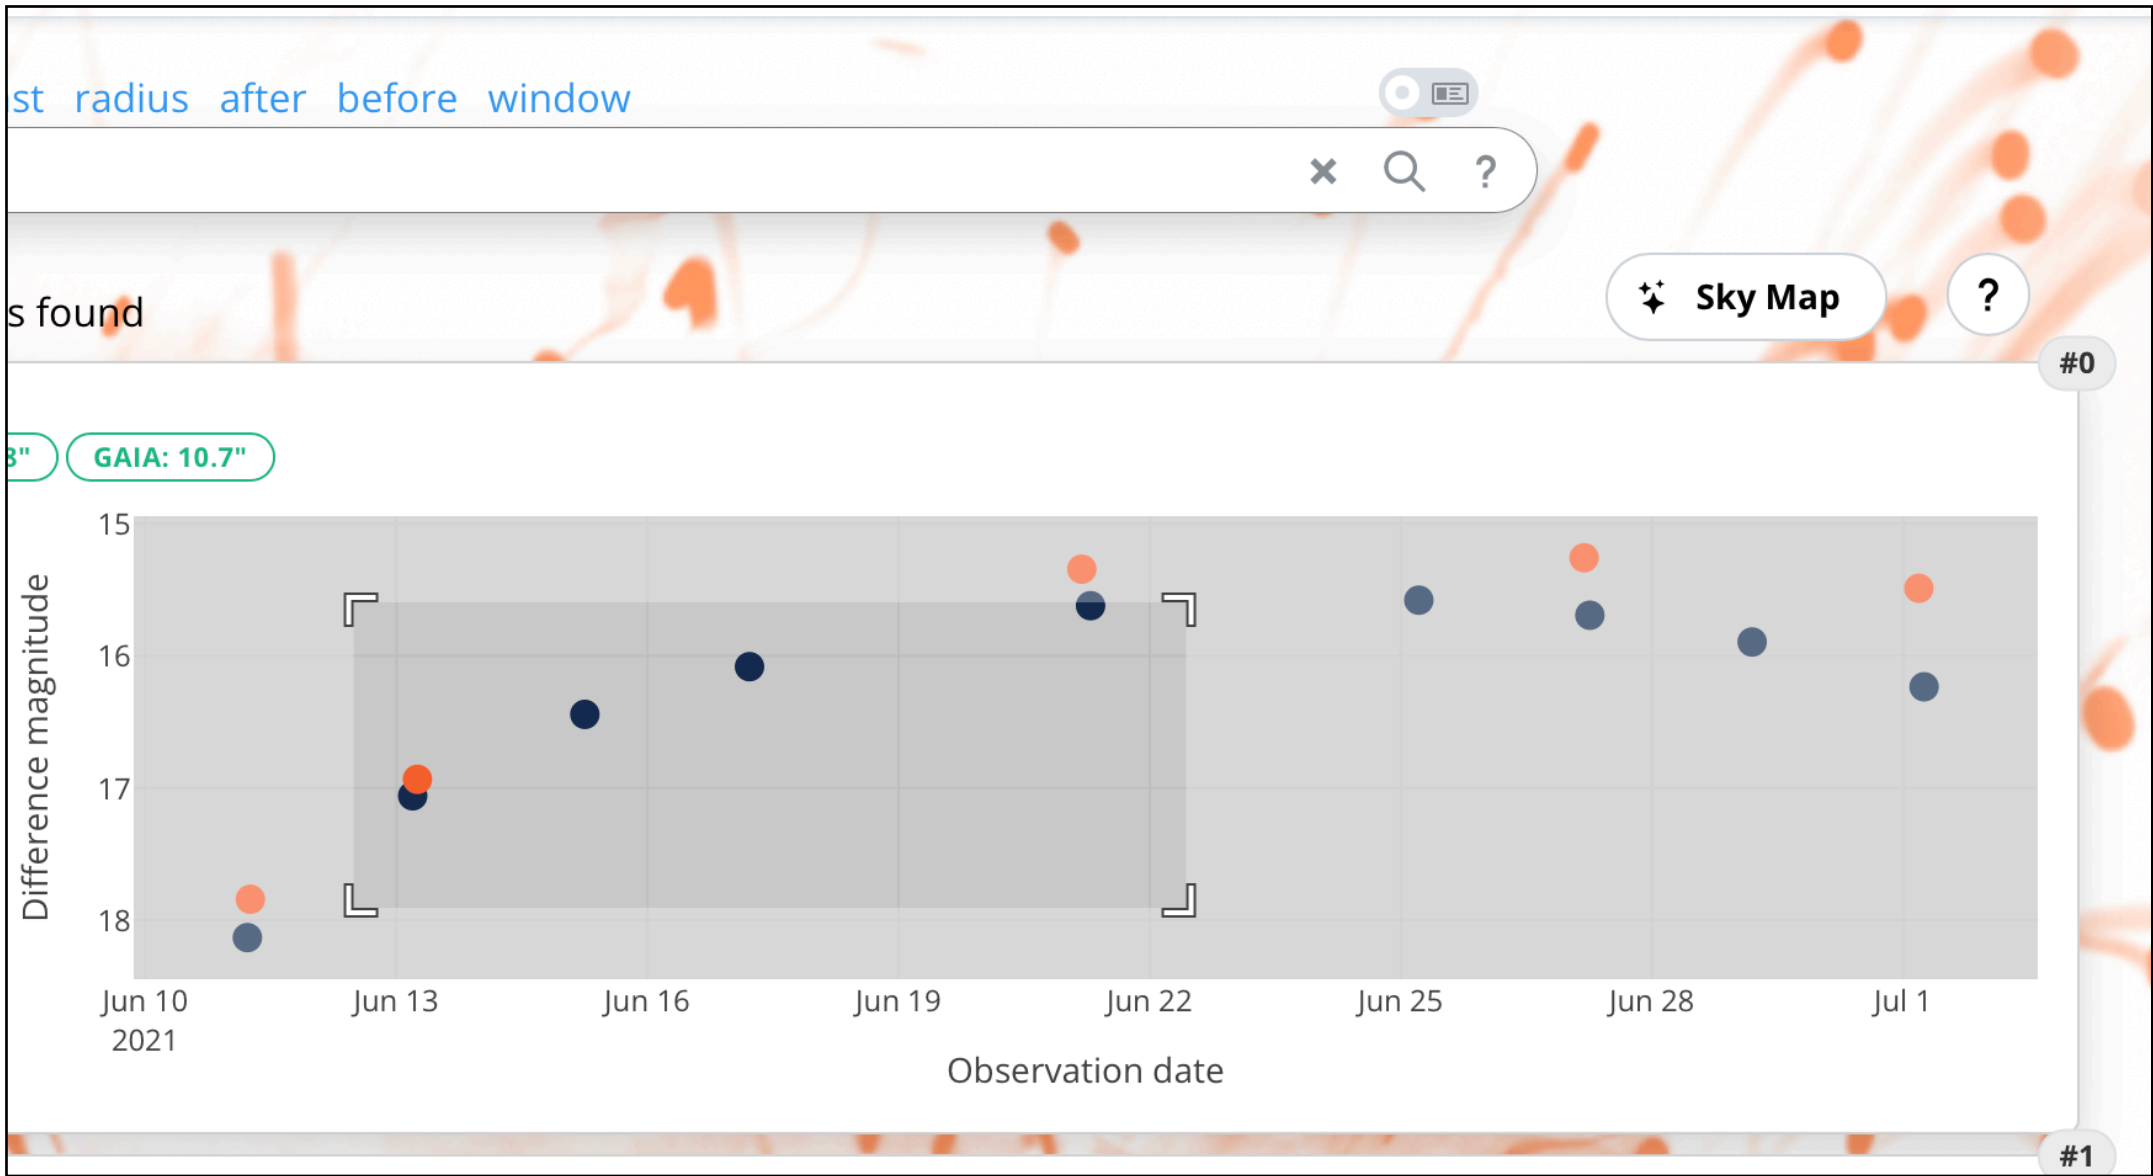 st radius after before window
?
s found
Sky Map
?
#0
8"
GAIA: 10.7"
15
16
17
18
Difference magnitude
Jun 10 Jun 13 Jun 16 Jun 19 Jun 22 Jun 25 Jun 28 Jul 1
2021
Observation date
#1